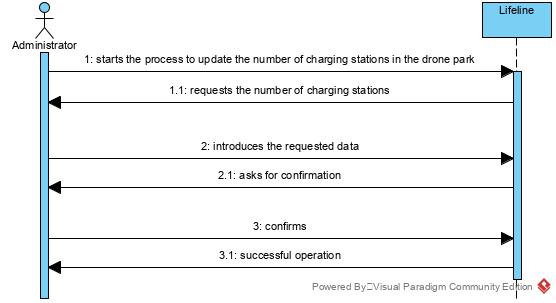 Lifeline
Administrator
1: starts the process to update the number of charging stations in the drone park
1.1: requests the number of charging stations
2: introduces the requested data
2.1: asks for confirmation
3: confirms
3.1: successful operation
Powered By Visual Paradigm Community Edition